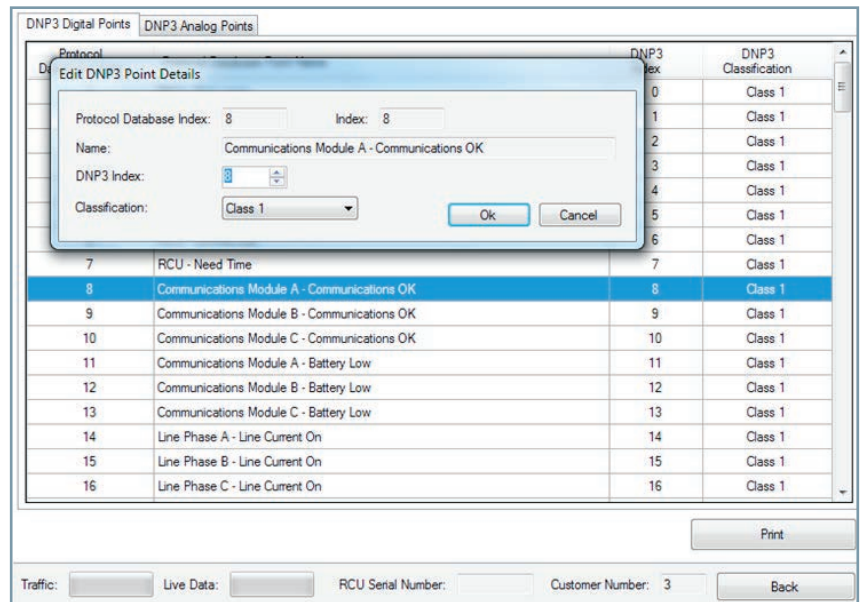 DNP3 Digital Points DNP3 Analog Points
Protocol DNP3 DNP3
Classification
Edit DNP3 Point Details
0 Class 1
Protocol Database Index: 8 Index: 8 1 Class 1
Name: Communications Module A - Communications OK 2 Class 1
3 Class 1
DNP3 Index: 8 4 Class 1
Classification: Class 1 Ok Cancel 5 Class 1
6 Class 1
7 RCU - Need Time 7 Class 1
8 Communications Module A - Communications OK 8 Class 1
9 Communications Module B - Communications OK 9 Class 1
10 Communications Module C - Communications OK 10 Class 1
11 Communications Module A - Battery Low 11 Class 1
12 Communications Module B - Battery Low 12 Class 1
13 Communications Module C - Battery Low 13 Class 1
14 Line Phase A - Line Current On 14 Class 1
15 Line Phase B - Line Current On 15 Class 1
16 Line Phase C - Line Current On 16 Class 1
Print
Traffic: Live Data: RCU Serial Number: Customer Number: 3 Back